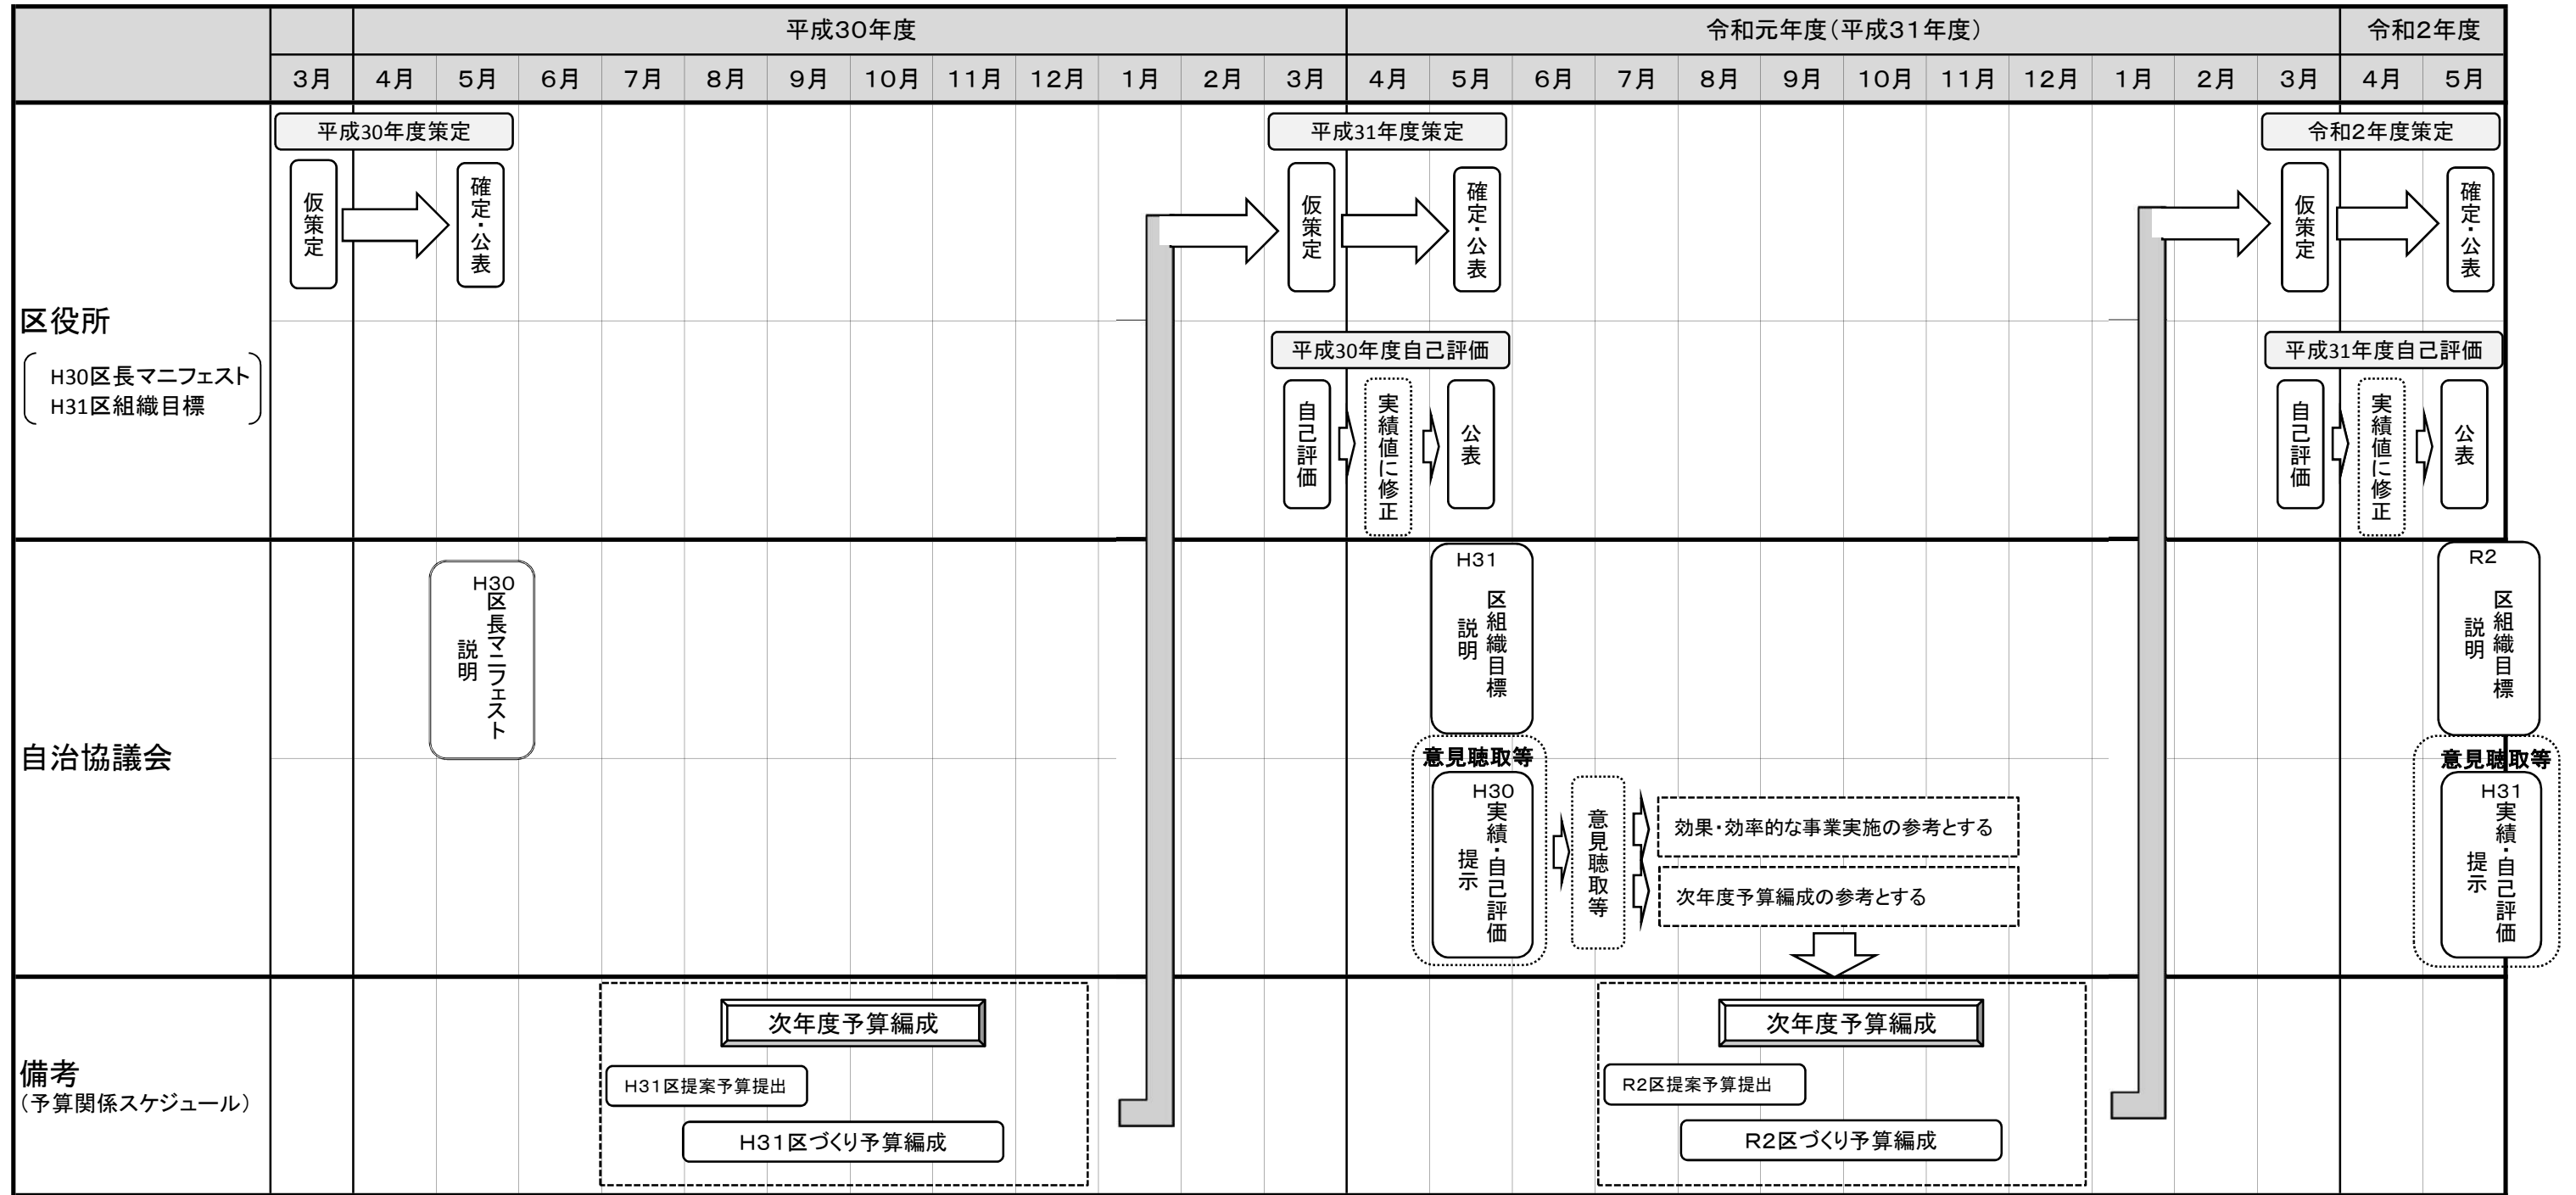 平成30年度 令和元年度(平成31年度) 令和2年度
3月 4月 5月 6月 7月 8月 9月 10月 11月 12月 1月 2月 3月 4月 5月 6月 7月 8月 9月 10月 11月 12月 1月 2月 3月 4月 5月
区役所
H30区長マニフェスト
H31区組織目標
平成30年度策定
仮策定
確定・公表
平成31年度策定
仮策定
確定・公表
令和2年度策定
仮策定
確定・公表
平成30年度自己評価
自己評価
実績値に修正
公表
平成31年度自己評価
自己評価
実績値に修正
公表
自治協議会
H30
区長マニフェスト
説明
H31
区組織目標
説明
R2
区組織目標
説明
意見聴取等
H30
実績・自己評価
提示
意見聴取等
効果・効率的な事業実施の参考とする
次年度予算編成の参考とする
意見聴取等
H31
実績・自己評価
提示
備考
(予算関係スケジュール)
次年度予算編成
H31区提案予算提出
H31区づくり予算編成
次年度予算編成
R2区提案予算提出
R2区づくり予算編成